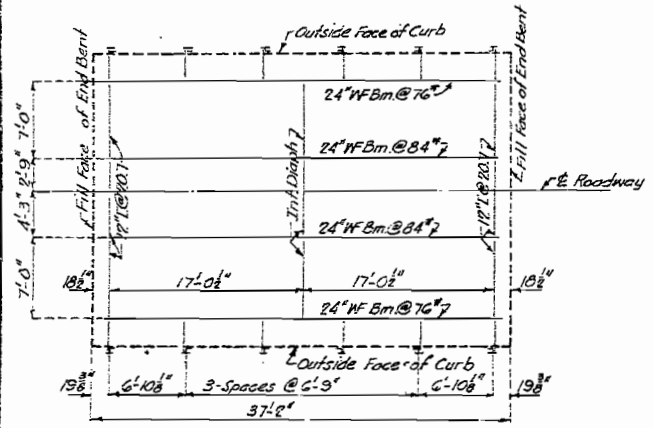 Outside Face of Curb
Fill Face of End Bent
Fill Face of End Bent
24" WF Bm. @ 76#
24" WF Bm. @ 84#
12"[@20.7
Int. Diaph
12"[@20.7
℄ Roadway
24" WF Bm. @ 84#
7'-0"
2'-9"
4'-3"
7'-0"
18½"
17'-0½"
17'-0½"
18½"
24" WF Bm. @ 76#
Outside Face of Curb
19⅜"
6'-10⅛"
3-Spaces @ 6'-9"
6'-10⅛"
19⅜"
37'-2"